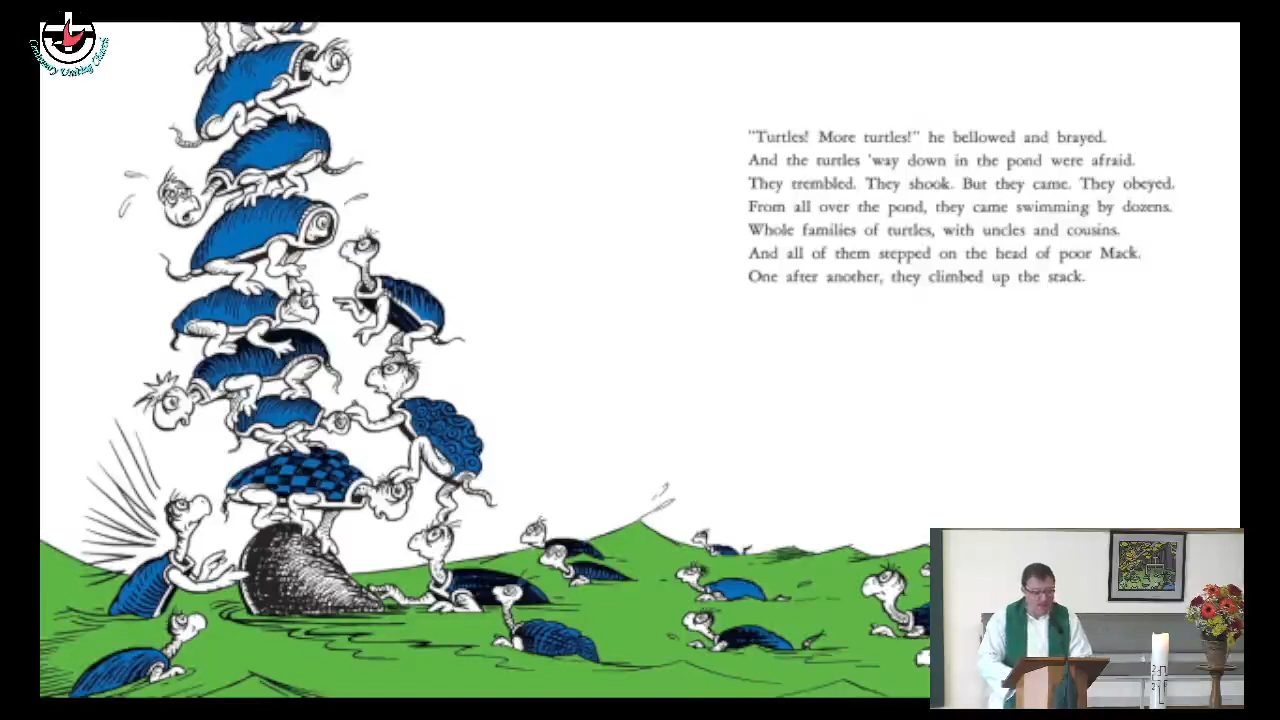 Centenary Uniting Church
"Turtles! More turtles!" he bellowed and brayed.
And the turtles 'way down in the pond were afraid.
They trembled. They shook. But they came. They obeyed.
From all over the pond, they came swimming by dozens.
Whole families of turtles, with uncles and cousins.
And all of them stepped on the head of poor Mack.
One after another, they climbed up the stack.